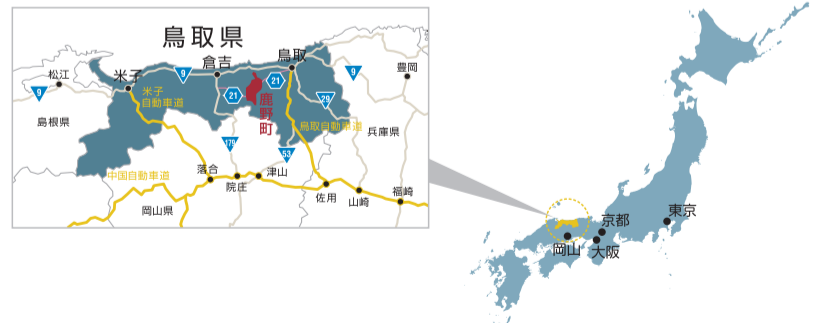 鳥取県
鳥取
倉吉
米子
松江
豊岡
9
9
9
21
21
29
米子
自動車道
鹿野町
島根県
鳥取自動車道
兵庫県
179
53
中国自動車道
落合
院庄
津山
佐用
山崎
福崎
岡山県
東京
京都
岡山
大阪